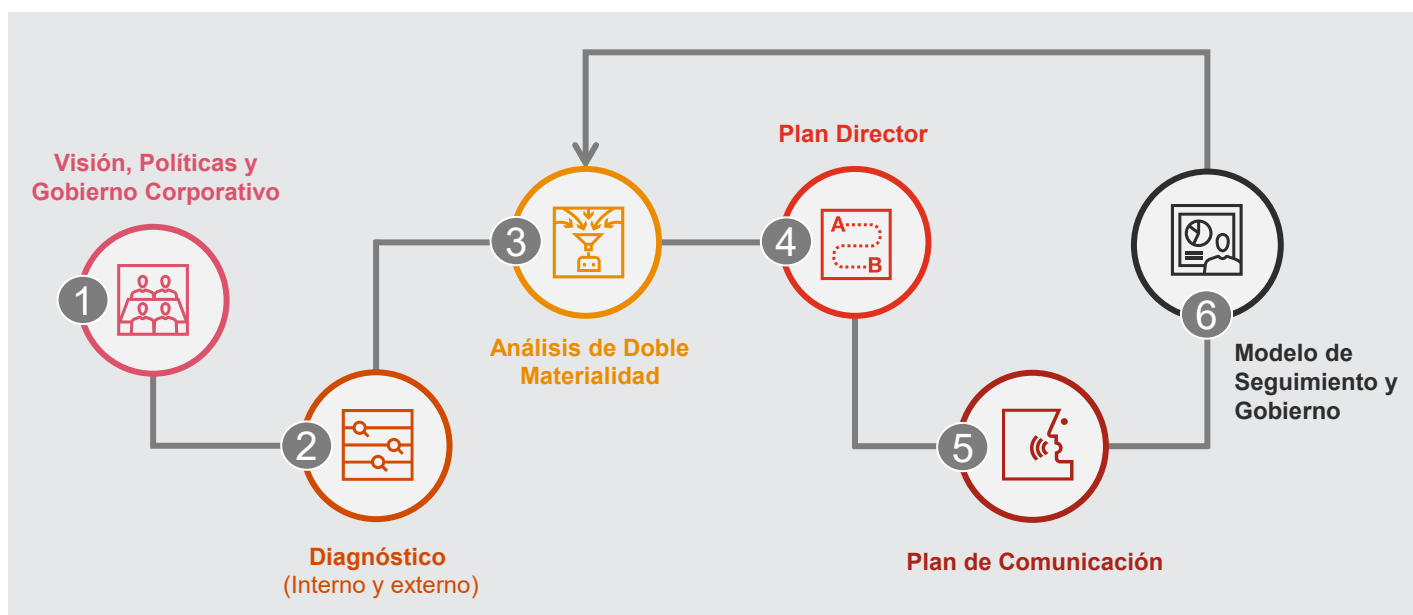 1
Visión, Políticas y
Gobierno Corporativo
2
Diagnóstico
(Interno y externo)
3
Análisis de Doble
Materialidad
4
Plan Director
A
B
5
Plan de Comunicación
6
Modelo de
Seguimiento y
Gobierno